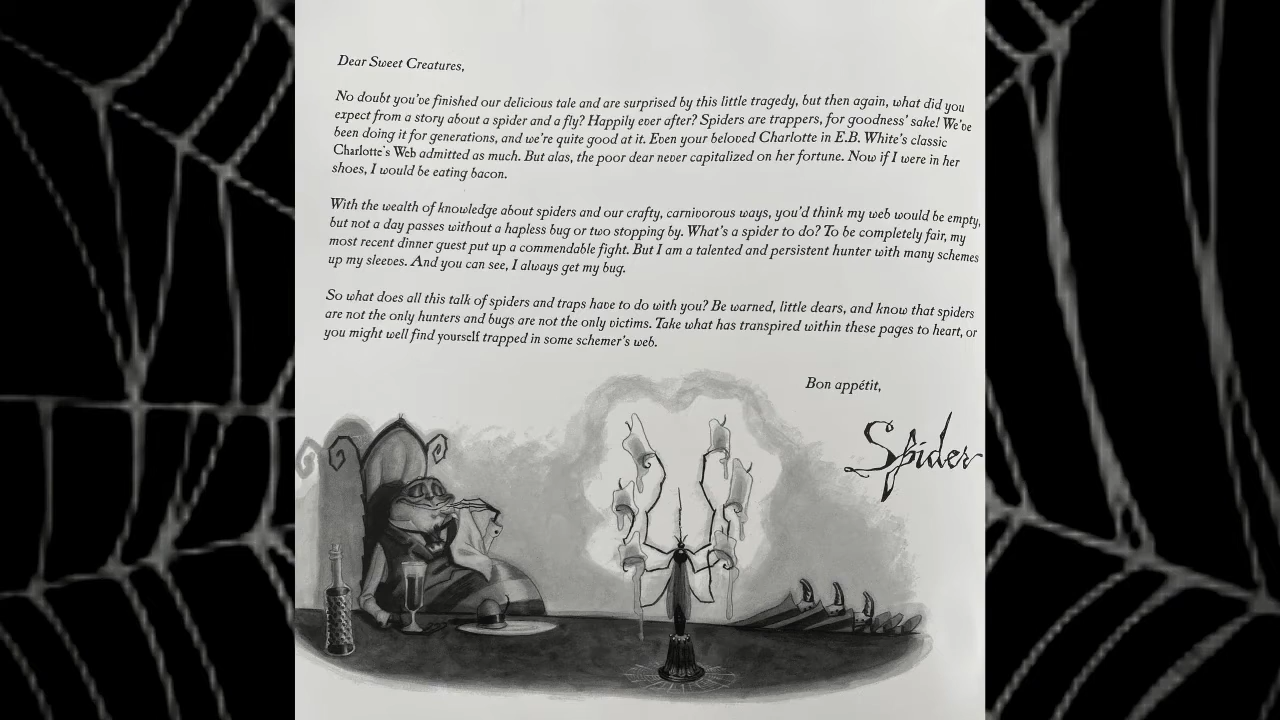 Dear Sweet Creatures,
No doubt you've finished our delicious tale and are surprised by this little tragedy, but then again, what did you
expect from a story about a spider and a fly? Happily ever after? Spiders are trappers, for goodness' sake! We've
been doing it for generations, and we're quite good at it. Even your beloved Charlotte in E.B. White's classic
Charlotte's Web admitted as much. But alas, the poor dear never capitalized on her fortune. Now if I were in her
shoes, I would be eating bacon.
With the wealth of knowledge about spiders and our crafty, carnivorous ways, you'd think my web would be empty,
but not a day passes without a hapless bug or two stopping by. What's a spider to do? To be completely fair, my
most recent dinner guest put up a commendable fight. But I am a talented and persistent hunter with many schemes
up my sleeves. And you can see, I always get my bug.
So what does all this talk of spiders and traps have to do with you? Be warned, little dears, and know that spiders
are not the only hunters and bugs are not the only victims. Take what has transpired within these pages to heart, or
you might well find yourself trapped in some schemer's web.
Bon appétit,
Spider